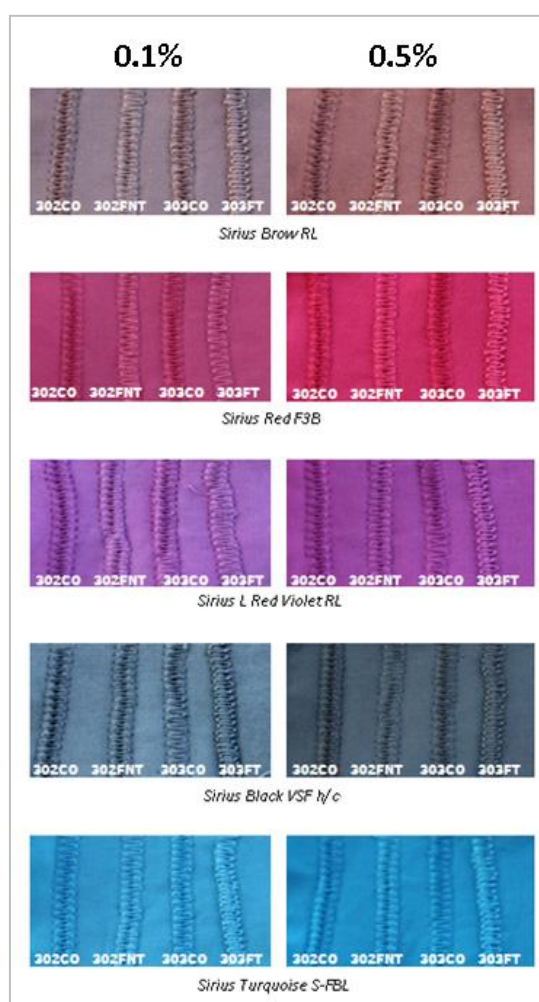 0.1% 0.5%
302CO 302FNT 303CO 303FT 302CO 302FNT 303CO 303FT
Sirius Brow RL
302CO 302FNT 303CO 303FT 302CO 302FNT 303CO 303FT
Sirius Red F3B
302CO 302FNT 303CO 303FT 302CO 302FNT 303CO 303FT
Sirius L Red Violet RL
302CO 302FNT 303CO 303FT 302CO 302FNT 303CO 303FT
Sirius Black VSF h/c
302CO 302FNT 303CO 303FT 302CO 302FNT 303CO 303FT
Sirius Turquoise S-FBL